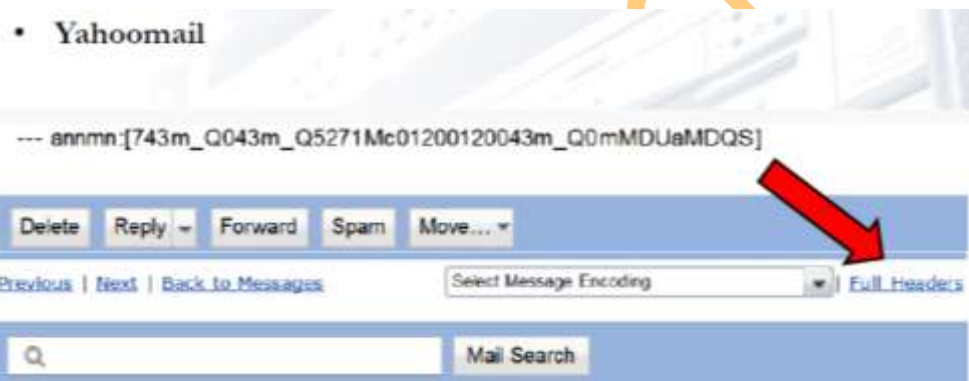 • Yahoomail
--- annmn:[743m_Q043m_Q5271Mc01200120043m_Q0mMDUaMDQS]
Delete Reply Forward Spam Move...
Previous | Next | Back to Messages Select Message Encoding | Full Headers
Mail Search